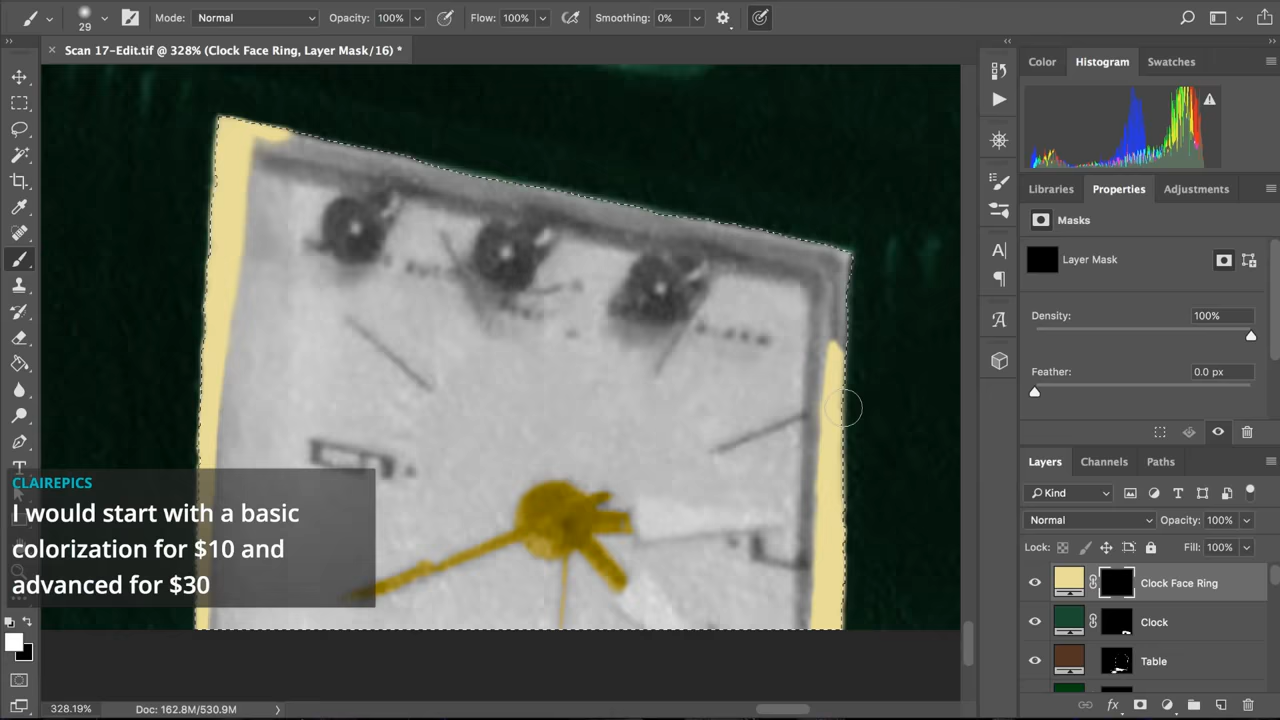 29
Mode: Normal
Opacity: 100%
Flow: 100%
Smoothing: 0%
Scan 17-Edit.tif @ 328% (Clock Face Ring, Layer Mask/16) *
Color
Histogram
Swatches
Libraries
Properties
Adjustments
Masks
Layer Mask
Density: 100%
Feather: 0.0 px
CLAIREPICS
I would start with a basic
colorization for $10 and
advanced for $30
Layers
Channels
Paths
Kind
Normal
Opacity: 100%
Lock:
Fill: 100%
Clock Face Ring
Clock
Table
fx
328.19%
Doc: 162.8M/530.9M